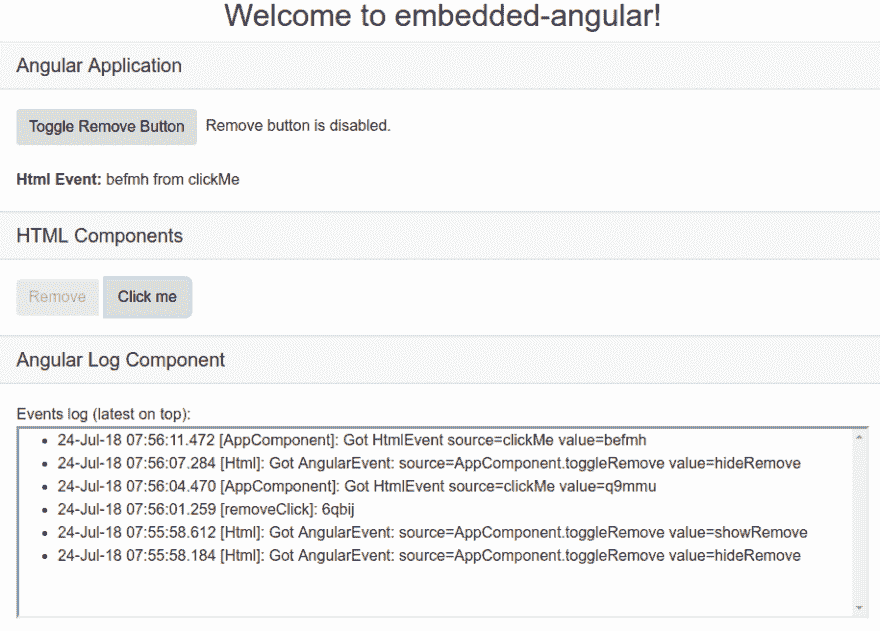 Welcome to embedded-angular!
Angular Application
Toggle Remove Button Remove button is disabled.
Html Event: befmh from clickMe
HTML Components
Remove Click me
Angular Log Component
Events log (latest on top):
• 24-Jul-18 07:56:11.472 [AppComponent]: Got HtmlEvent source=clickMe value=befmh
• 24-Jul-18 07:56:07.284 [Html]: Got AngularEvent: source=AppComponent.toggleRemove value=hideRemove
• 24-Jul-18 07:56:04.470 [AppComponent]: Got HtmlEvent source=clickMe value=q9mmu
• 24-Jul-18 07:56:01.259 [removeClick]: 6qbij
• 24-Jul-18 07:55:58.612 [Html]: Got AngularEvent: source=AppComponent.toggleRemove value=showRemove
• 24-Jul-18 07:55:58.184 [Html]: Got AngularEvent: source=AppComponent.toggleRemove value=hideRemove